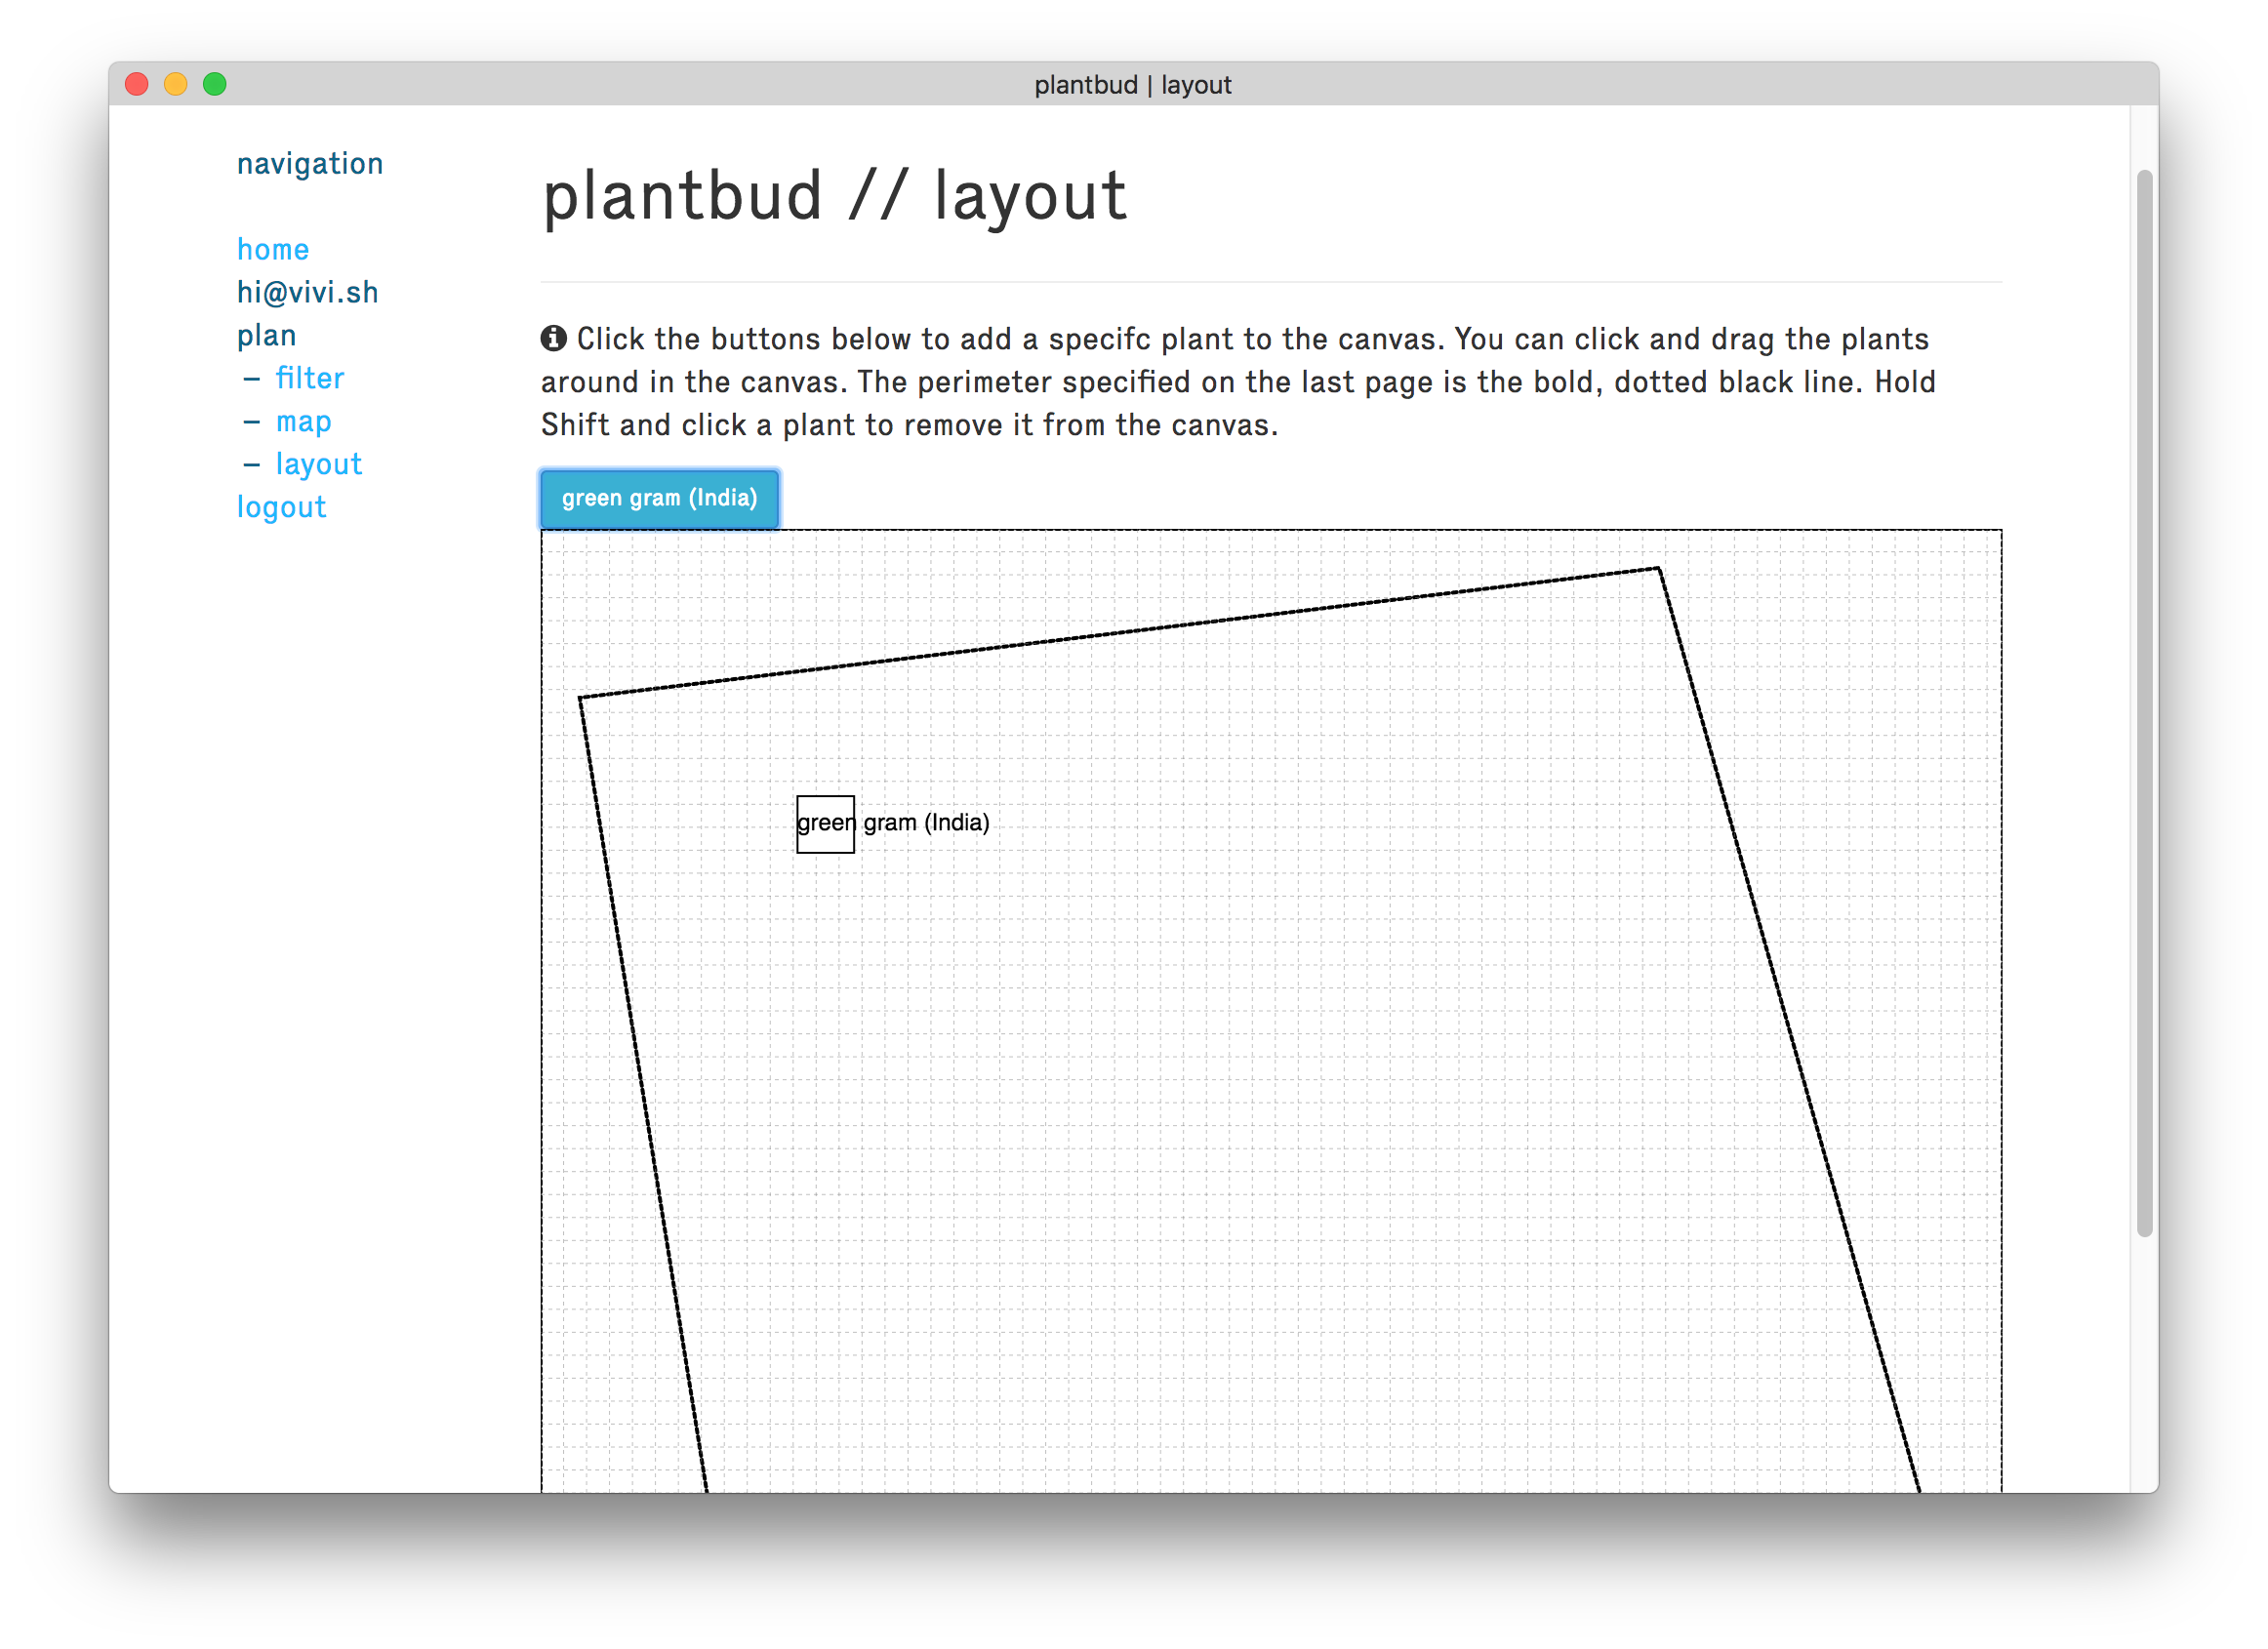 plantbud | layout
navigation
home
hi@vivi.sh
plan
– filter
– map
– layout
logout
plantbud // layout
Click the buttons below to add a specifc plant to the canvas. You can click and drag the plants
around in the canvas. The perimeter specified on the last page is the bold, dotted black line. Hold
Shift and click a plant to remove it from the canvas.
green gram (India)
green gram (India)